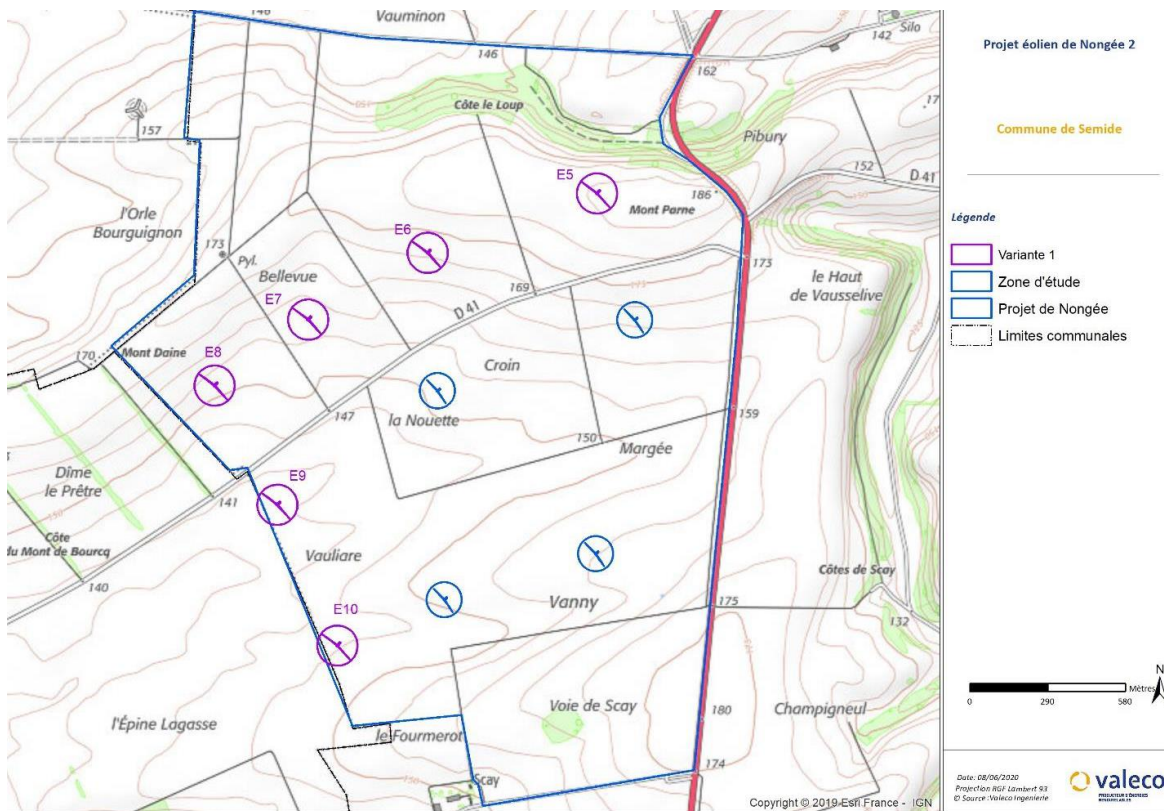 146
Vauminon
146
142
Silo
162
Côte le Loup
157
Pibury
152
D 41
E5
186
Mont Parne
l'Orle
Bourguignon
E6
173
Pyl.
Bellevue
173
le Haut
de Vausselive
169
E7
D 41
170
Mont Daine
E8
Croin
147
la Nouette
159
150
Margée
Dîme
le Prêtre
E9
141
Côte
du Mont de Bourcq
Vauliare
140
Vanny
Côtes de Scay
175
132
E10
Voie de Scay
180
Champigneul
l'Épine Lagasse
le Fourmerot
174
Scay
Copyright © 2019 Esri France - IGN
Projet éolien de Nongée 2
Commune de Semide
Légende
Variante 1
Zone d'étude
Projet de Nongée
Limites communales
N
Mètres
0 290 580
Date: 08/06/2020
Projection RGF Lambert 93
© Source :Valeco Ingénierie
valeco